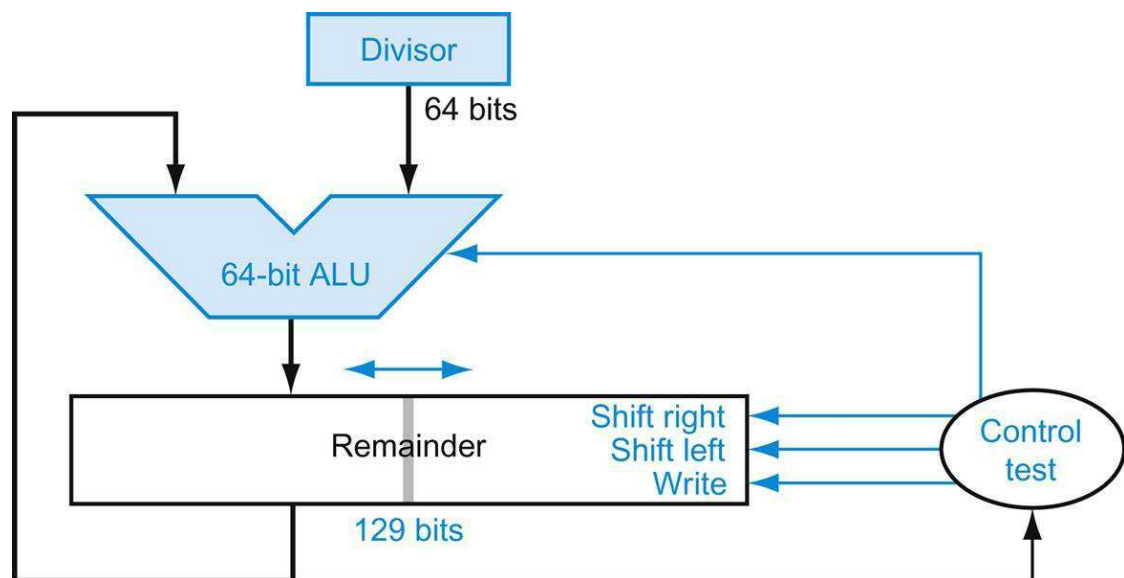 Divisor
64 bits
64-bit ALU
Remainder
Shift right
Shift left
Write
129 bits
Control
test